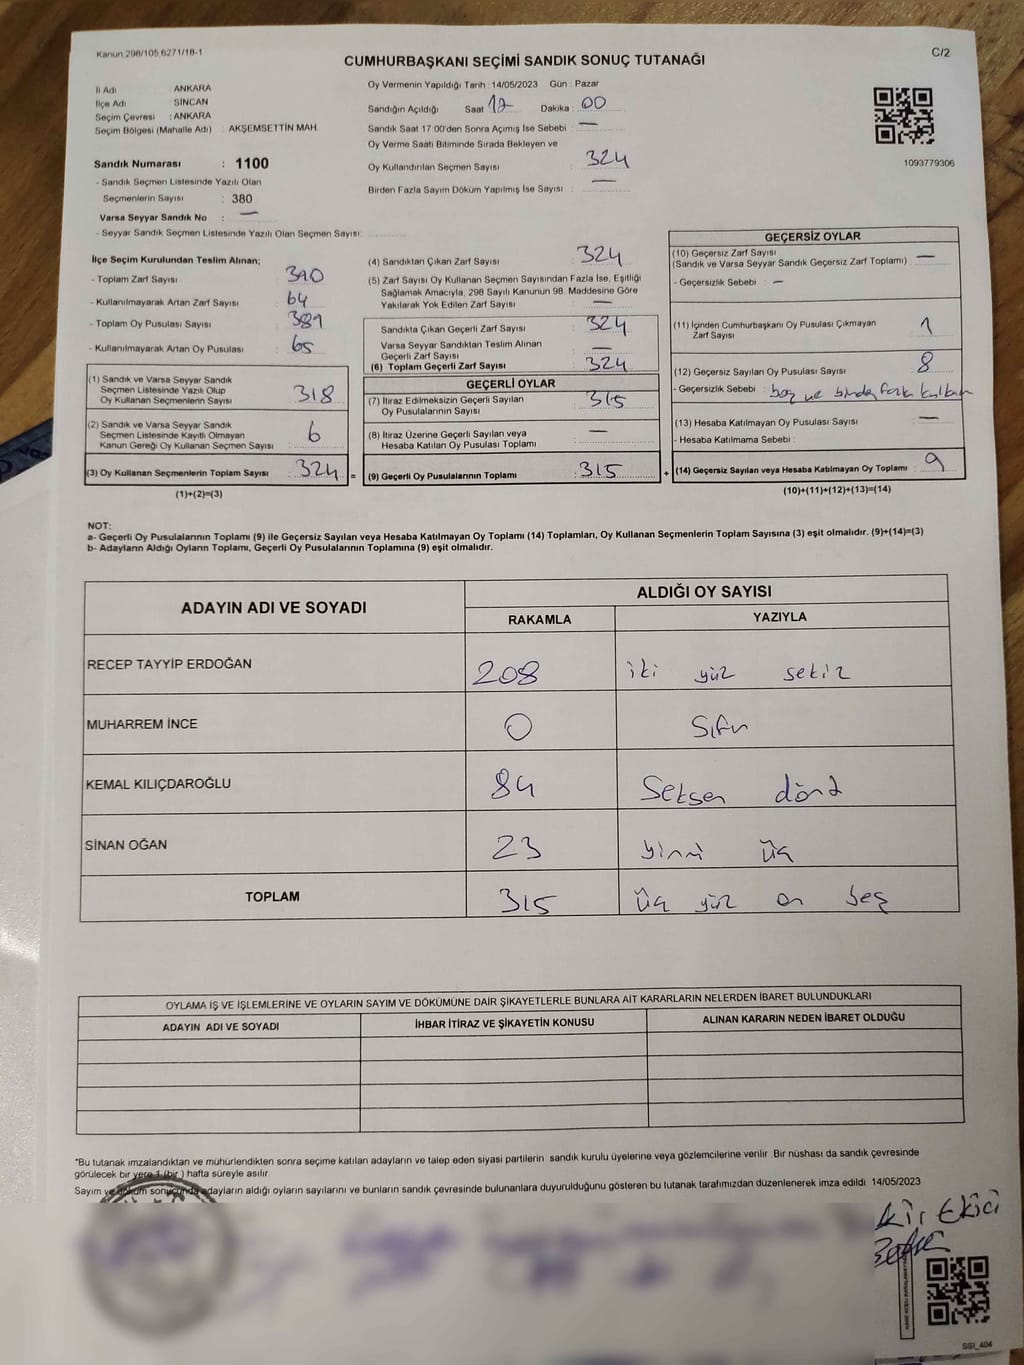 Kanun 298/105,6271/18-1
C/2
CUMHURBAŞKANI SEÇİMİ SANDIK SONUÇ TUTANAĞI
İl Adı : ANKARA
İlçe Adı : SİNCAN
Seçim Çevresi : ANKARA
Seçim Bölgesi (Mahalle Adı) : AKŞEMSETTİN MAH.
Sandık Numarası : 1100
- Sandık Seçmen Listesinde Yazılı Olan
Seçmenlerin Sayısı : 380
Varsa Seyyar Sandık No : —
- Seyyar Sandık Seçmen Listesinde Yazılı Olan Seçmen Sayısı:
Oy Vermenin Yapıldığı Tarih : 14/05/2023 Gün : Pazar
Sandığın Açıldığı Saat 17 Dakika : 00
Sandık Saat 17:00'den Sonra Açımış İse Sebebi : —
Oy Verme Saati Bitiminde Sırada Bekleyen ve
Oy Kullandırılan Seçmen Sayısı : 324
Birden Fazla Sayım Döküm Yapılmış İse Sayısı : —
1093779306
İlçe Seçim Kurulundan Teslim Alınan;
- Toplam Zarf Sayısı : 390
- Kullanılmayarak Artan Zarf Sayısı : 64
- Toplam Oy Pusulası Sayısı : 389
- Kullanılmayarak Artan Oy Pusulası : 65
(1) Sandık ve Varsa Seyyar Sandık
Seçmen Listesinde Yazılı Olup
Oy Kullanan Seçmenlerin Sayısı : 318
(2) Sandık ve Varsa Seyyar Sandık
Seçmen Listesinde Kayıtlı Olmayan
Kanun Gereği Oy Kullanan Seçmen Sayısı : 6
(3) Oy Kullanan Seçmenlerin Toplam Sayısı : 324
(1)+(2)=(3)
(4) Sandıktan Çıkan Zarf Sayısı : 324
(5) Zarf Sayısı Oy Kullanan Seçmen Sayısından Fazla İse, Eşitliği
Sağlamak Amacıyla, 298 Sayılı Kanunun 98. Maddesine Göre
Yakılarak Yok Edilen Zarf Sayısı : —
Sandıkta Çıkan Geçerli Zarf Sayısı : 324
Varsa Seyyar Sandıktan Teslim Alınan
Geçerli Zarf Sayısı : —
(6) Toplam Geçerli Zarf Sayısı : 324
GEÇERLİ OYLAR
(7) İtiraz Edilmeksizin Geçerli Sayılan
Oy Pusulalarının Sayısı : 315
(8) İtiraz Üzerine Geçerli Sayılan veya
Hesaba Katılan Oy Pusulası Toplamı : —
= (9) Geçerli Oy Pusulalarının Toplamı : 315
GEÇERSİZ OYLAR
(10) Geçersiz Zarf Sayısı
(Sandık ve Varsa Seyyar Sandık Geçersiz Zarf Toplamı) : —
- Geçersizlik Sebebi : —
(11) İçinden Cumhurbaşkanı Oy Pusulası Çıkmayan
Zarf Sayısı : 1
(12) Geçersiz Sayılan Oy Pusulası Sayısı : 8
- Geçersizlik Sebebi : boş ve birden fazla
(13) Hesaba Katılmayan Oy Pusulası Sayısı : —
- Hesaba Katılmama Sebebi :
+ (14) Geçersiz Sayılan veya Hesaba Katılmayan Oy Toplamı : 9
(10)+(11)+(12)+(13)=(14)
NOT:
a- Geçerli Oy Pusulalarının Toplamı (9) ile Geçersiz Sayılan veya Hesaba Katılmayan Oy Toplamı (14) Toplamları, Oy Kullanan Seçmenlerin Toplam Sayısına (3) eşit olmalıdır. (9)+(14)=(3)
b- Adayların Aldığı Oyların Toplamı, Geçerli Oy Pusulalarının Toplamına (9) eşit olmalıdır.
ADAYIN ADI VE SOYADI
ALDIĞI OY SAYISI
RAKAMLA YAZIYLA
RECEP TAYYİP ERDOĞAN 208 iki yüz sekiz
MUHARREM İNCE 0 Sıfır
KEMAL KILIÇDAROĞLU 84 Seksen dört
SİNAN OĞAN 23 yirmi üç
TOPLAM 315 üç yüz on beş
OYLAMA İŞ VE İŞLEMLERİNE VE OYLARIN SAYIM VE DÖKÜMÜNE DAİR ŞİKAYETLERLE BUNLARA AİT KARARLARIN NELERDEN İBARET BULUNDUKLARI
ADAYIN ADI VE SOYADI İHBAR İTİRAZ VE ŞİKAYETİN KONUSU ALINAN KARARIN NEDEN İBARET OLDUĞU
*Bu tutanak imzalandıktan ve mühürlendikten sonra seçime katılan adayların ve talep eden siyasi partilerin sandık kurulu üyelerine veya gözlemcilerine verilir. Bir nüshası da sandık çevresinde
görülecek bir yere 1 (bir ) hafta süreyle asılır.
Sayım ve döküm sonucunda adayların aldığı oyların sayılarını ve bunların sandık çevresinde bulunanlara duyurulduğunu gösteren bu tutanak tarafımızdan düzenlenerek imza edildi 14/05/2023
Ekici
SSI_404